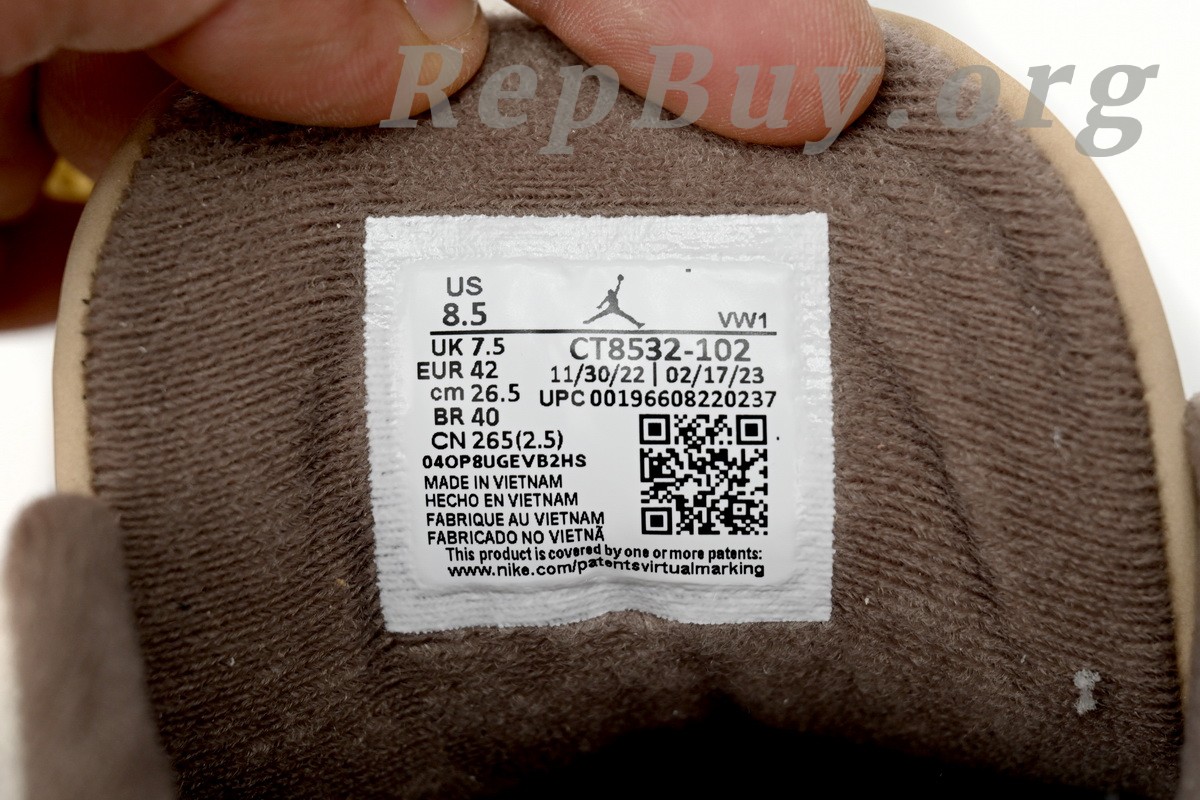 RepBuy.org
US
8.5
VW1
UK 7.5
CT8532-102
EUR 42
11/30/22 | 02/17/23
cm 26.5
UPC 00196608220237
BR 40
CN 265(2.5)
04OP8UGEVB2HS
MADE IN VIETNAM
HECHO EN VIETNAM
FABRIQUE AU VIETNAM
FABRICADO NO VIETNÃ
This product is covered by one or more patents:
www.nike.com/patentsvirtualmarking